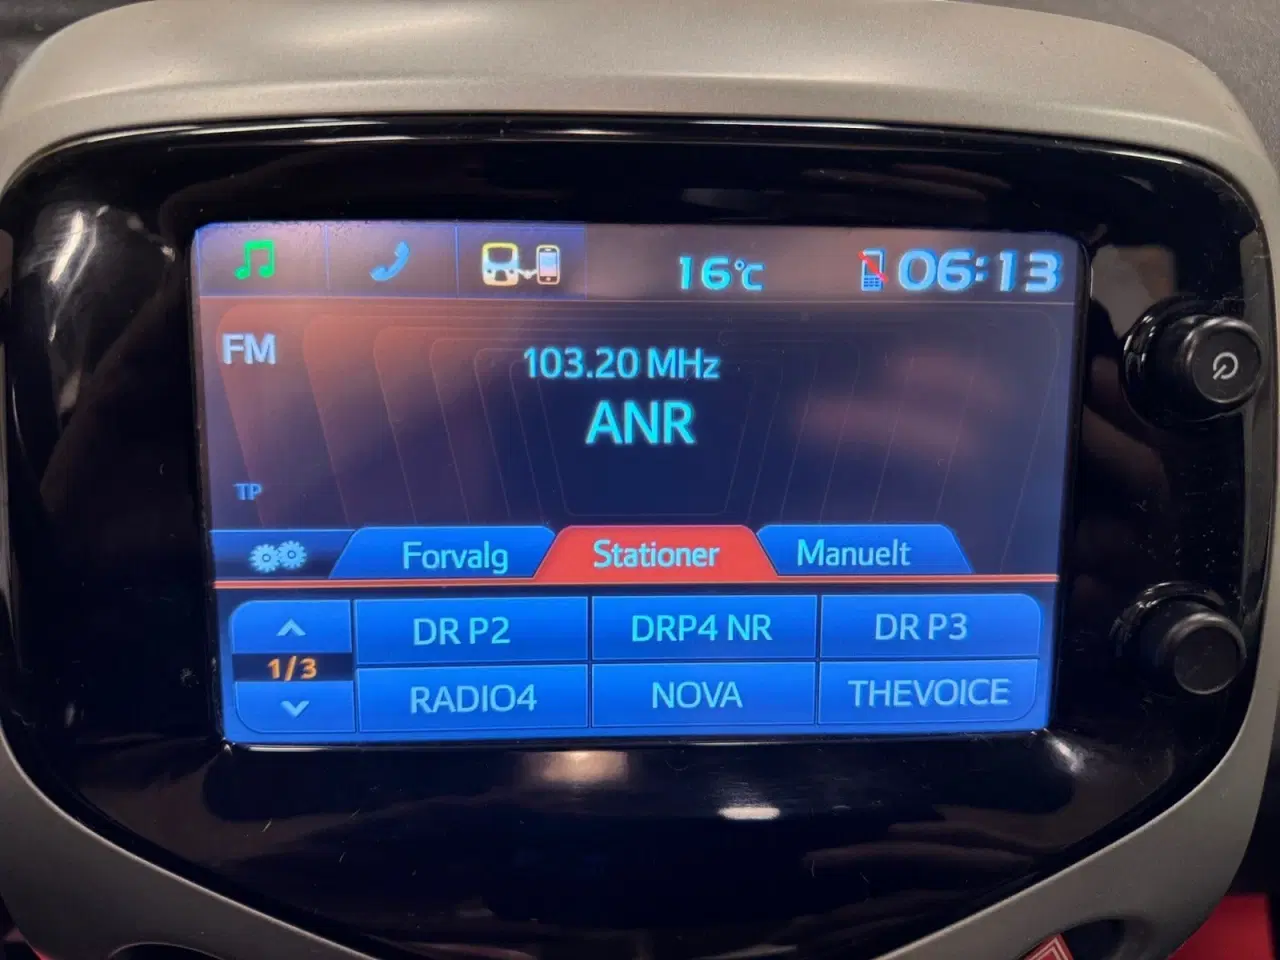 16°C 06:13
FM
103.20 MHz
ANR
TP
Forvalg Stationer Manuelt
DR P2 DRP4 NR DR P3
1/3
RADIO4 NOVA THEVOICE